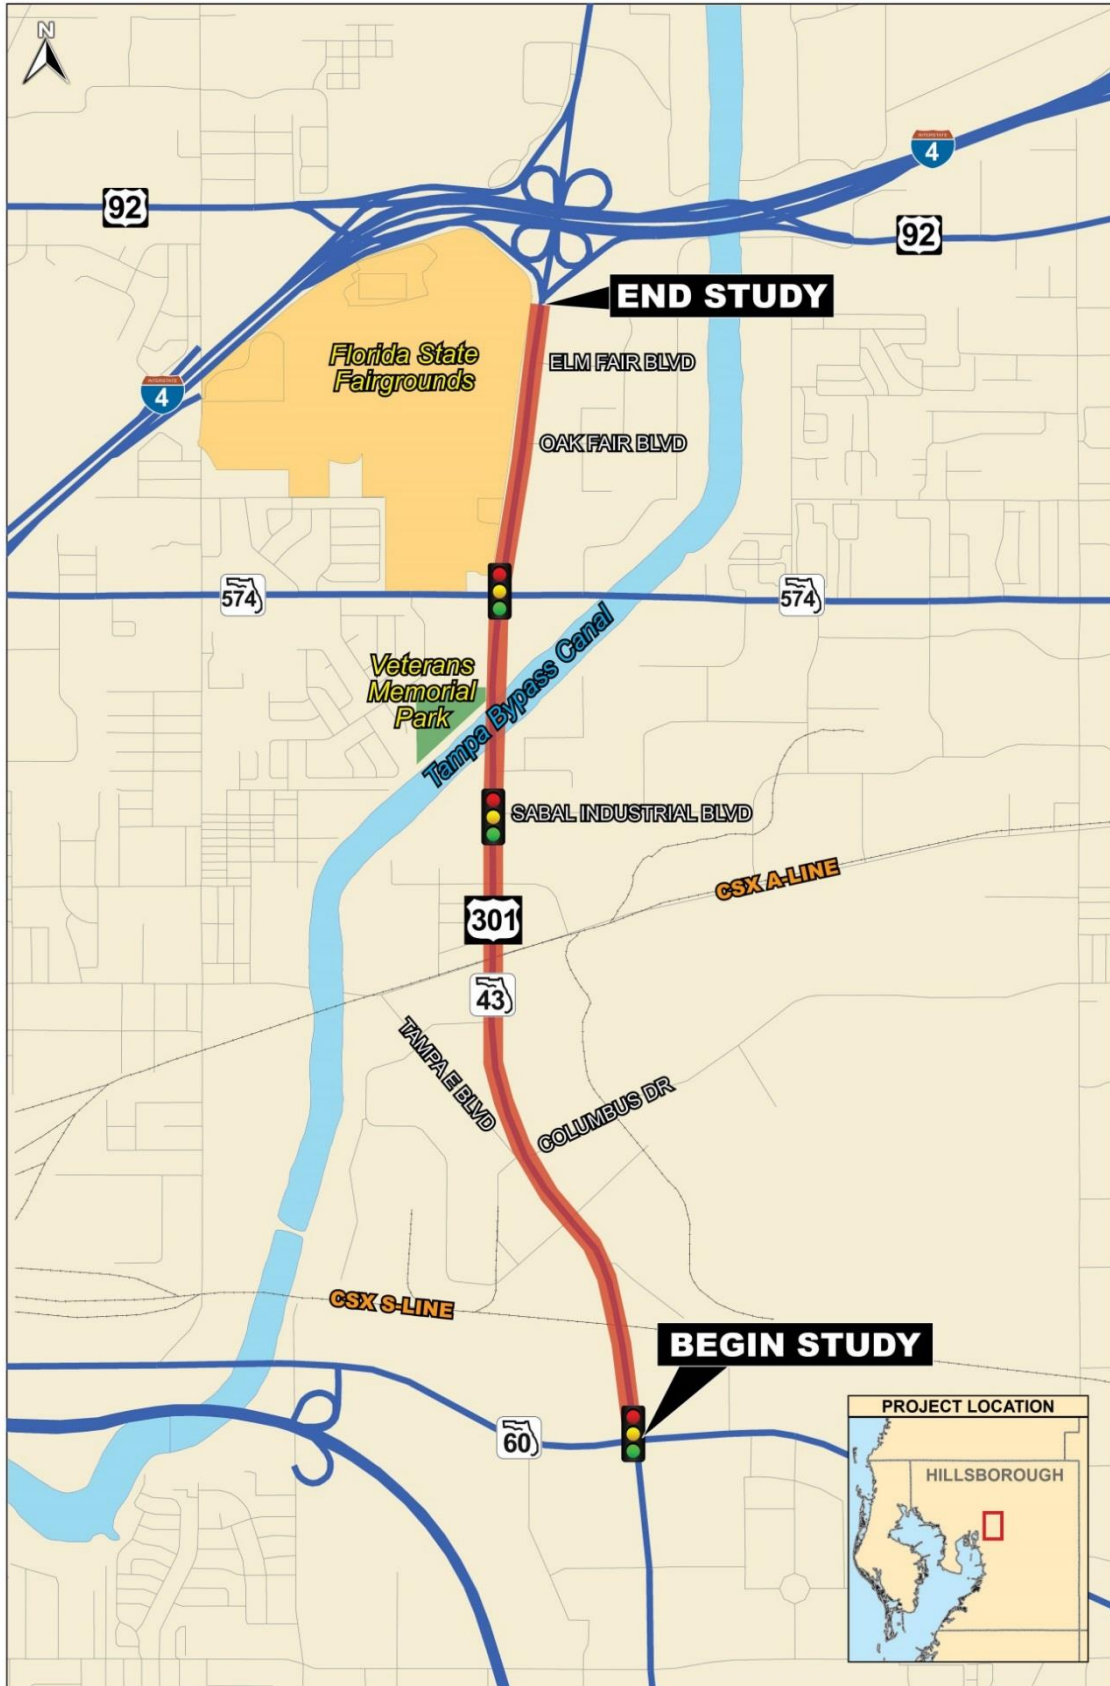 N
INTERSTATE
4
92
92
END STUDY
Florida State
Fairgrounds
ELM FAIR BLVD
INTERSTATE
4
OAK FAIR BLVD
574
574
Veterans
Memorial
Park
Tampa Bypass Canal
SABAL INDUSTRIAL BLVD
CSX A-LINE
301
43
TAMPA E BLVD
COLUMBUS DR
CSX S-LINE
BEGIN STUDY
60
PROJECT LOCATION
HILLSBOROUGH